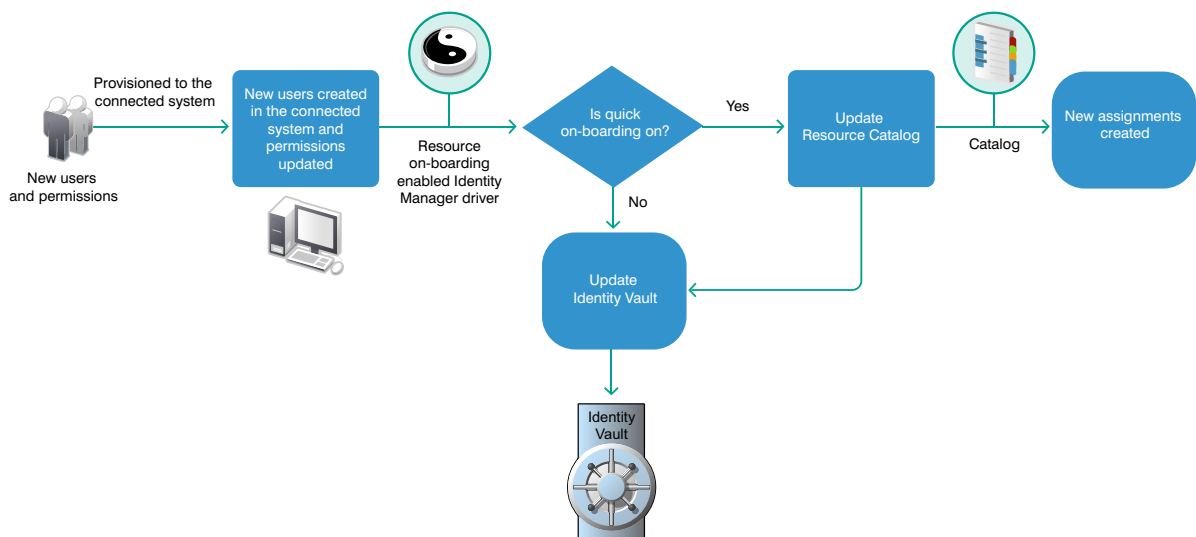 Provisioned to the
connected system
New users
and permissions
New users created
in the connected
system and
permissions
updated
Resource
on-boarding
enabled Identity
Manager driver
Is quick
on-boarding on?
Yes
No
Update
Resource Catalog
Catalog
New assignments
created
Update
Identity Vault
Identity
Vault